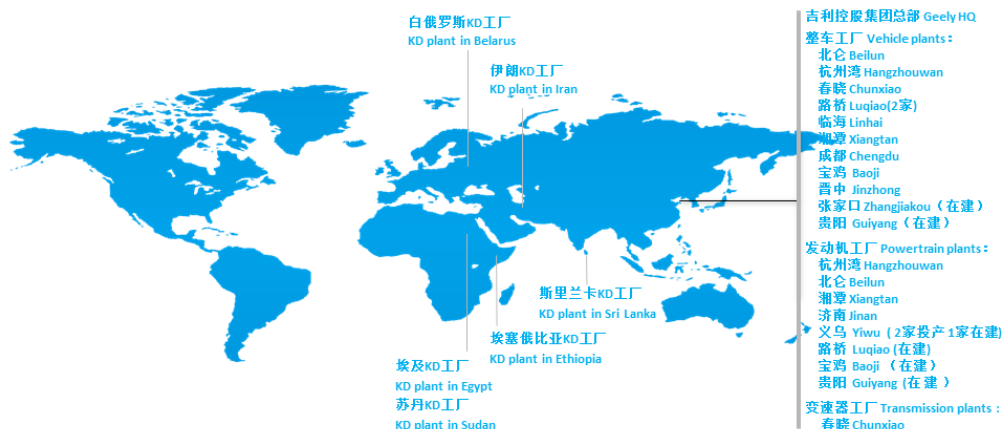 白俄罗斯KD工厂
KD plant in Belarus
伊朗KD工厂
KD plant in Iran
斯里兰卡KD工厂
KD plant in Sri Lanka
埃塞俄比亚KD工厂
KD plant in Ethiopia
埃及KD工厂
KD plant in Egypt
苏丹KD工厂
KD plant in Sudan
吉利控股集团总部 Geely HQ
整车工厂 Vehicle plants：
北仑 Beilun
杭州湾 Hangzhouwan
春晓 Chunxiao
路桥 Luqiao(2家)
临海 Linhai
湘潭 Xiangtan
成都 Chengdu
宝鸡 Baoji
晋中 Jinzhong
张家口 Zhangjiakou（在建）
贵阳 Guiyang（在建）
发动机工厂 Powertrain plants：
杭州湾 Hangzhouwan
北仑 Beilun
湘潭 Xiangtan
济南 Jinan
义乌 Yiwu（2家投产 1家在建)
路桥 Luqiao (在建)
宝鸡 Baoji （在建）
贵阳 Guiyang (在建 ）
变速器工厂 Transmission plants：
春晓 Chunxiao